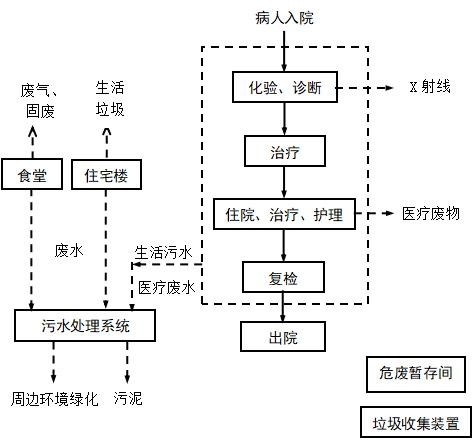 病人入院
废气、
固废
生活
垃圾
化验、诊断
X 射线
治疗
食堂
住宅楼
住院、治疗、护理
医疗废物
废水
生活污水
医疗废水
复检
污水处理系统
出院
周边环境绿化
污泥
危废暂存间
垃圾收集装置